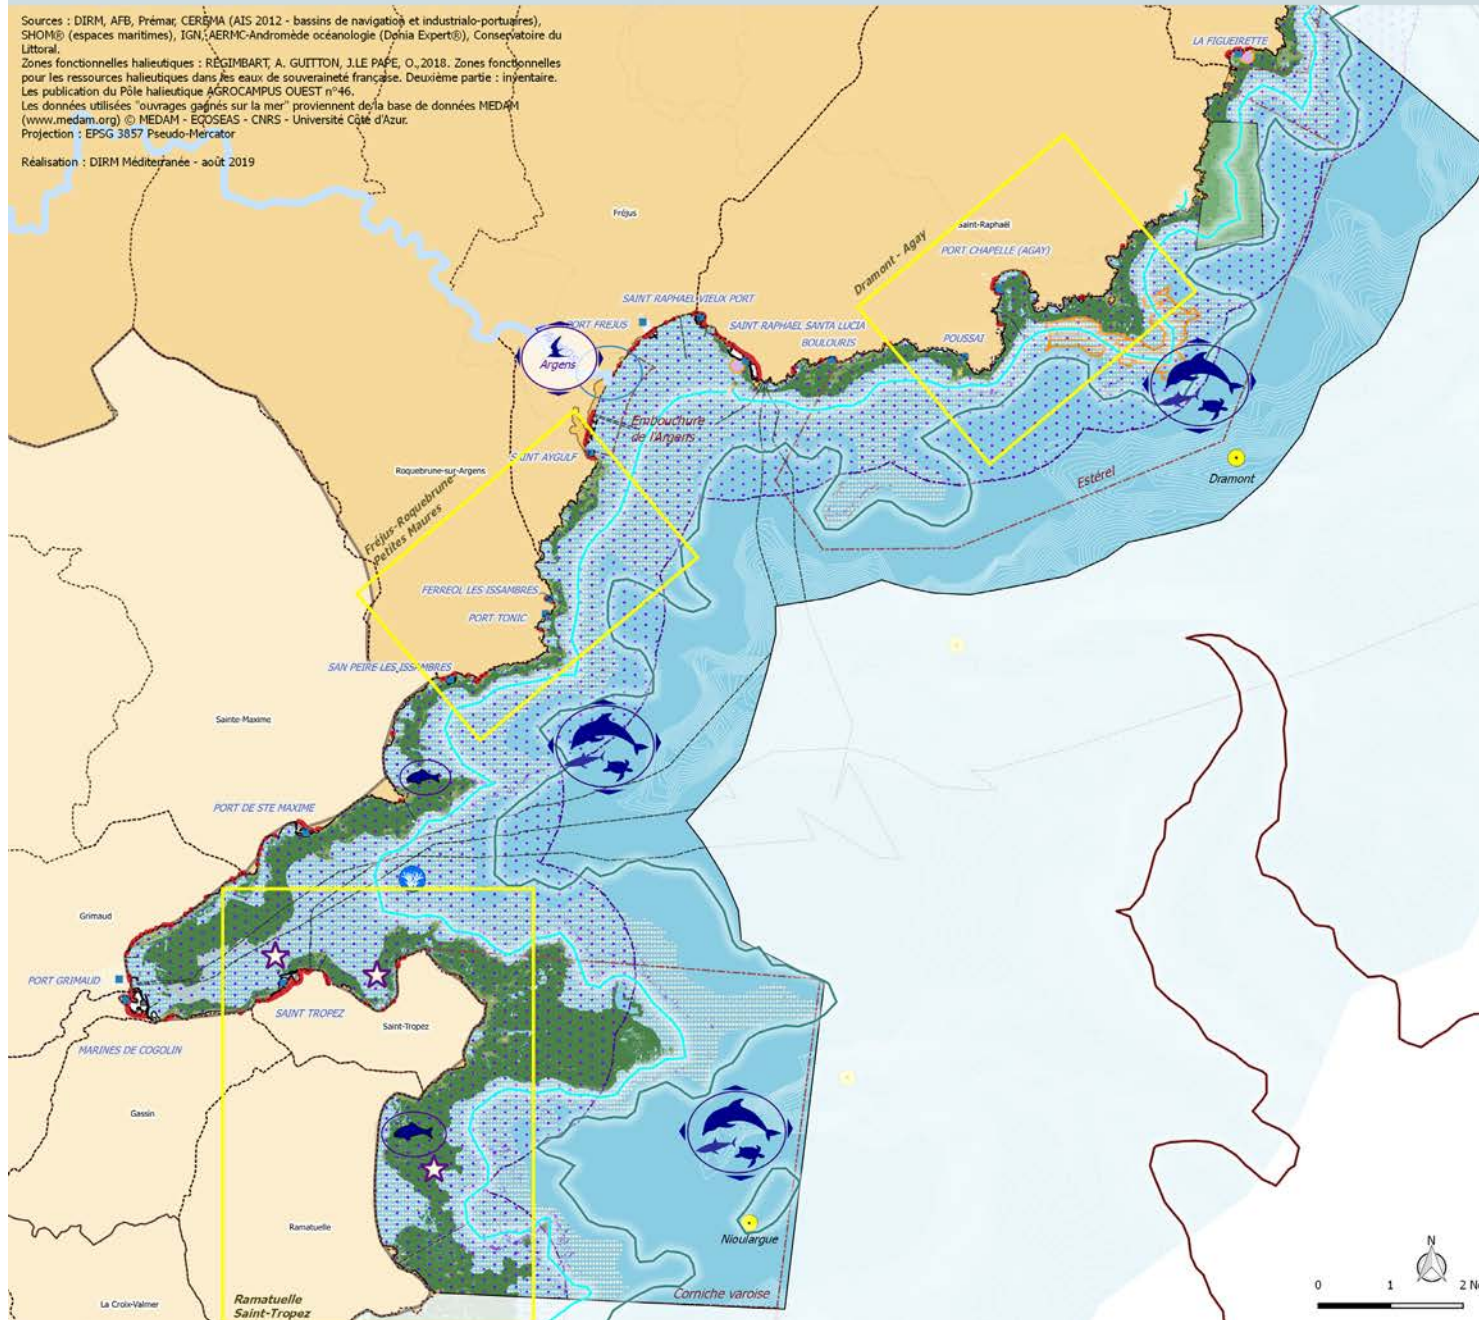 Sources : DIRM, AFB, Prémar, CEREMA (AIS 2012 - bassins de navigation et industrialo-portuaires),
SHOM® (espaces maritimes), IGN, AERMC-Andromède océanologie (Donia Expert®), Conservatoire du
Littoral.
Zones fonctionnelles halieutiques : RÉGIMBART, A. GUITTON, J.LE PAPE, O.,2018. Zones fonctionnelles
pour les ressources halieutiques dans les eaux de souveraineté française. Deuxième partie : inventaire.
Les publication du Pôle halieutique AGROCAMPUS OUEST n°46.
Les données utilisées "ouvrages gagnés sur la mer" proviennent de la base de données MEDAM
(www.medam.org) © MEDAM - ECOSEAS - CNRS - Université Côte d'Azur.
Projection : EPSG 3857 Pseudo-Mercator
Réalisation : DIRM Méditerranée - août 2019
LA FIGUEIRETTE
Fréjus
Saint-Raphaël
PORT CHAPELLE (AGAY)
Dramont - Agay
SAINT RAPHAEL VIEUX PORT
PORT FREJUS
SAINT RAPHAEL SANTA LUCIA
BOULOURIS
POUSSAI
Argens
Embouchure
de l'Argens
SAINT AYGULF
Roquebrune-sur-Argens
Estérel
Dramont
Fréjus-Roquebrune-
Petites Maures
FERREOL LES ISSAMBRES
PORT TONIC
SAN PEIRE LES ISSAMBRES
Sainte-Maxime
PORT DE STE MAXIME
Grimaud
PORT GRIMAUD
SAINT TROPEZ
Saint-Tropez
MARINES DE COGOLIN
Gassin
Ramatuelle
Nioulargue
Corniche varoise
La Croix-Valmer
Ramatuelle
Saint-Tropez
N
0 1 2 N